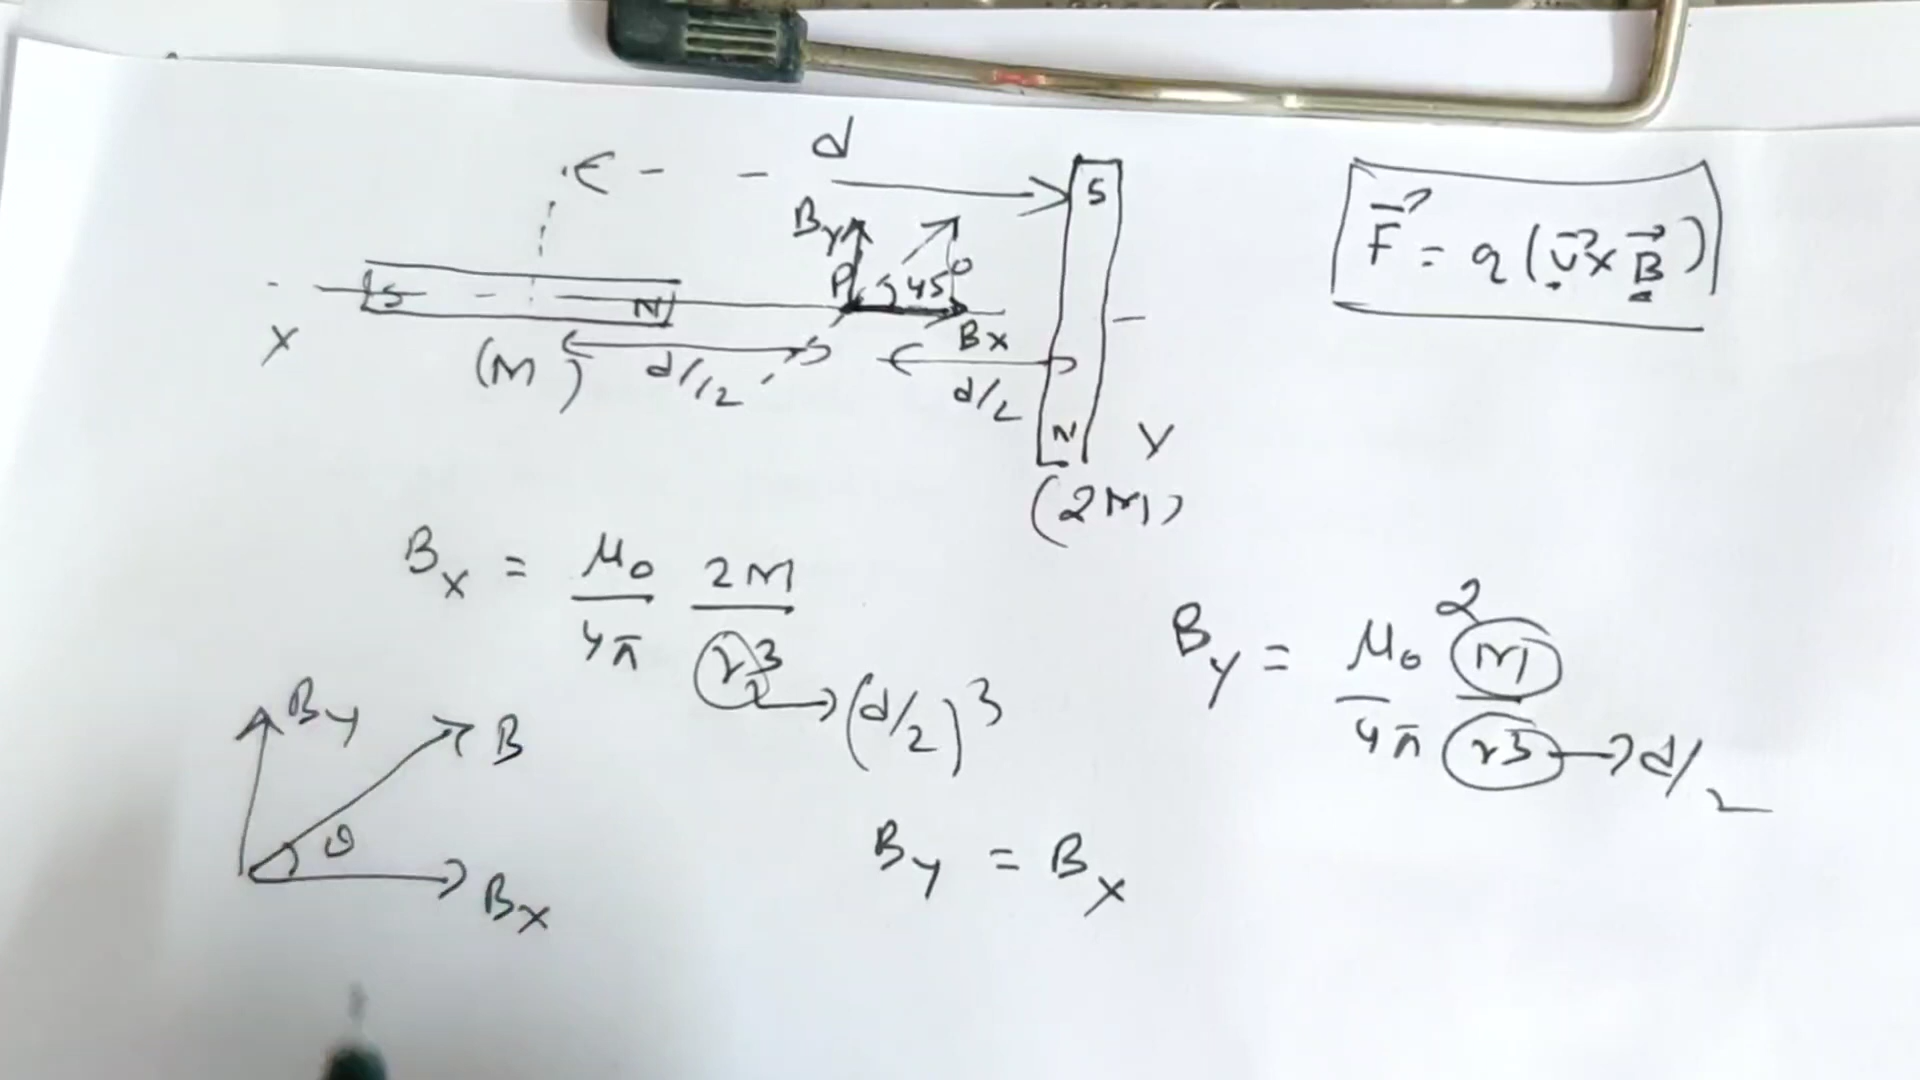 d
S
By
P 45°
S N
Bx
X (M) d/2 d/2
N Y
(2M)
F⃗ = q (v⃗ × B⃗)
Bx = μ₀/4π 2M/r³ → (d/2)³
By = μ₀/4π 2M/r³ → d/2
By B
θ
Bx
By = Bx